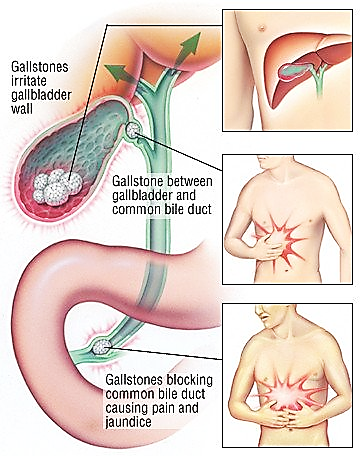 Gallstones
irritate
gallbladder
wall
Gallstone between
gallbladder and
common bile duct
Gallstones blocking
common bile duct
causing pain and
jaundice